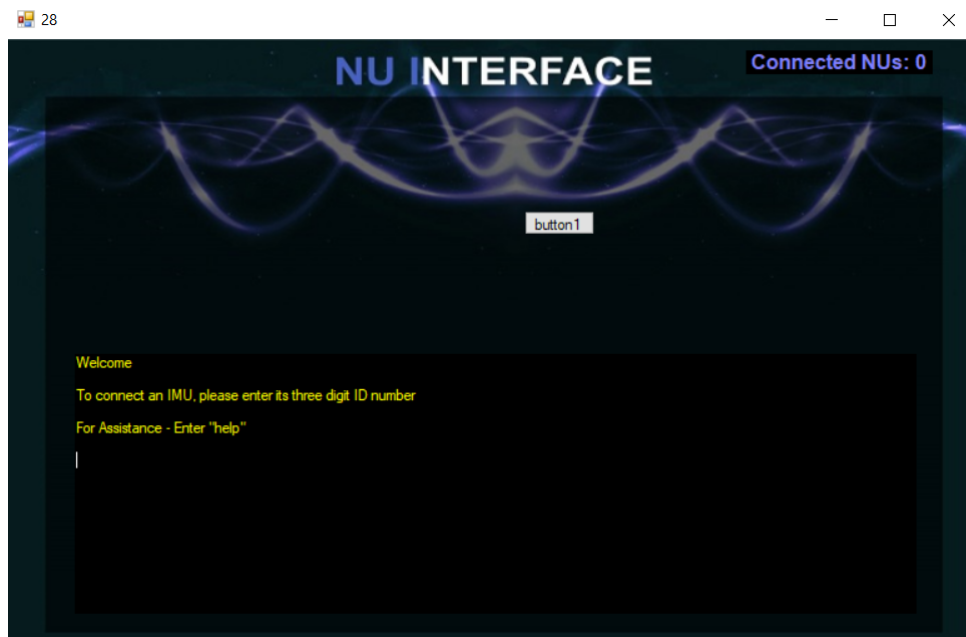 28
NU INTERFACE
Connected NUs: 0
button1
Welcome
To connect an IMU, please enter its three digit ID number
For Assistance - Enter "help"